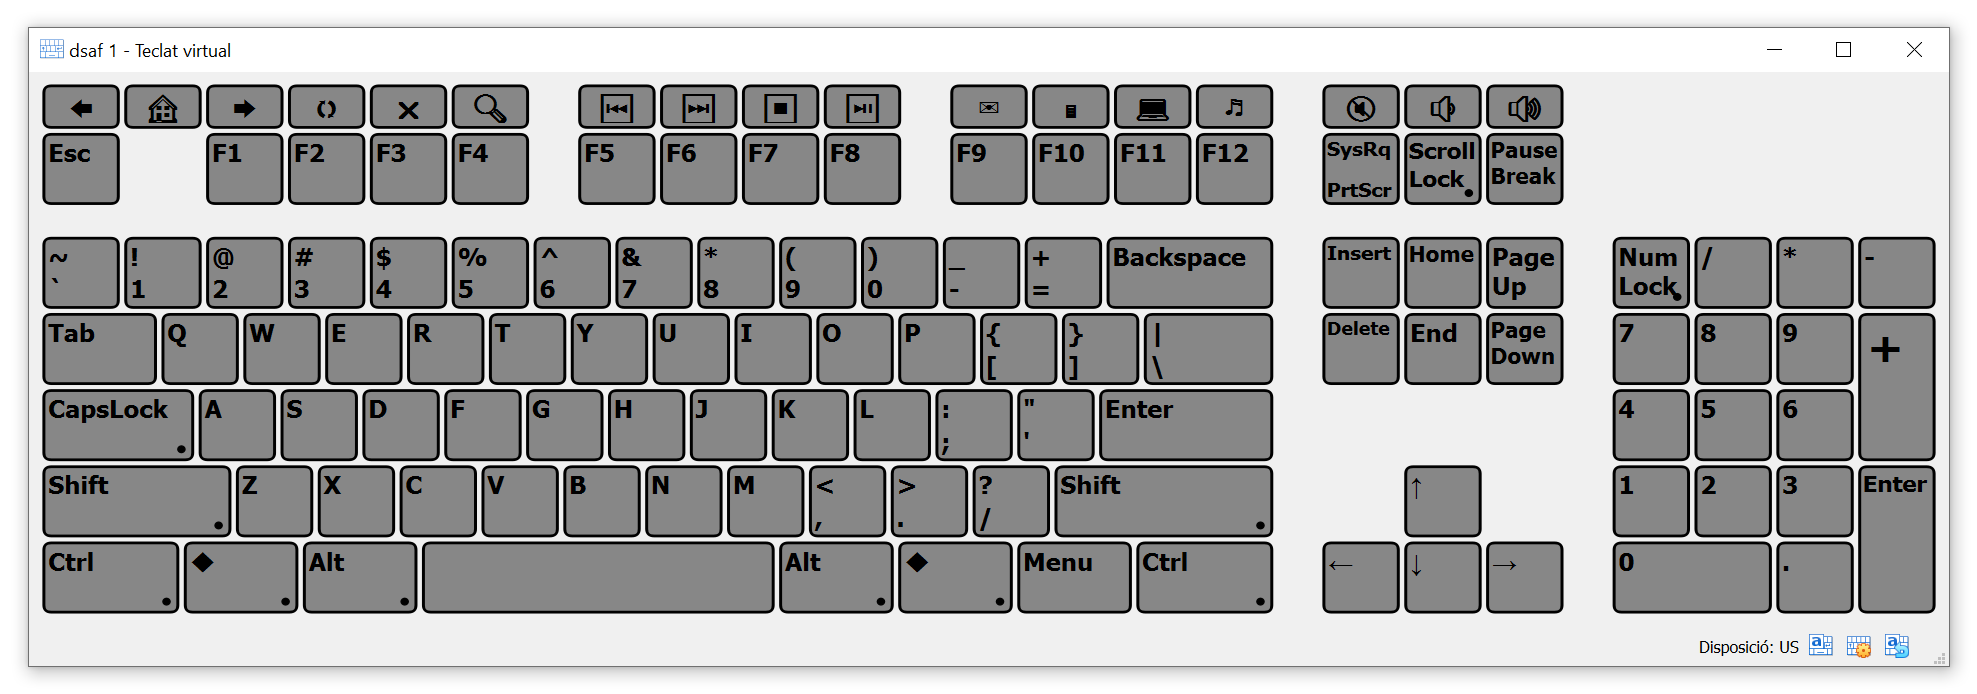 dsaf 1 - Teclat virtual
Esc F1 F2 F3 F4 F5 F6 F7 F8 F9 F10 F11 F12 SysRq PrtScr Scroll Lock Pause Break
~ ` ! 1 @ 2 # 3 $ 4 % 5 ^ 6 & 7 * 8 ( 9 ) 0 _ - + = Backspace Insert Home Page Up Num Lock / * -
Tab Q W E R T Y U I O P { [ } ] | \ Delete End Page Down 7 8 9 +
CapsLock A S D F G H J K L : ; " ' Enter 4 5 6
Shift Z X C V B N M < , > . ? / Shift ↑ 1 2 3 Enter
Ctrl ◆ Alt Alt ◆ Menu Ctrl ← ↓ → 0 .
Disposició: US